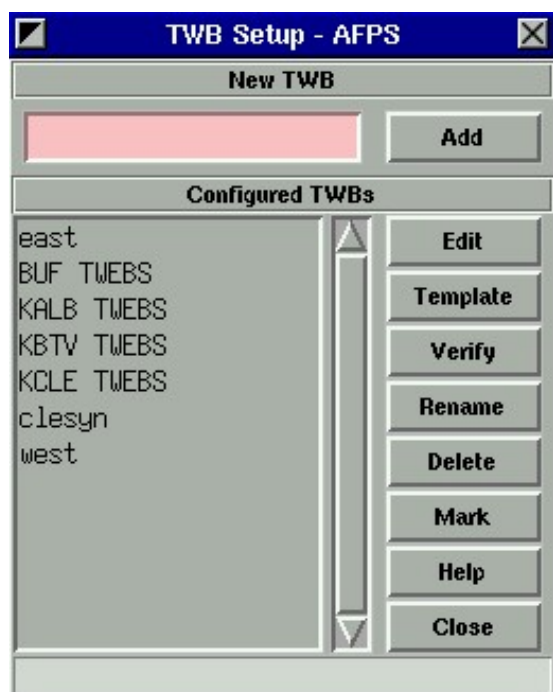 TWB Setup - AFPS
New TWB
Add
Configured TWBs
east
BUF TWEBS
KALB TWEBS
KBTV TWEBS
KCLE TWEBS
clesyn
west
Edit
Template
Verify
Rename
Delete
Mark
Help
Close